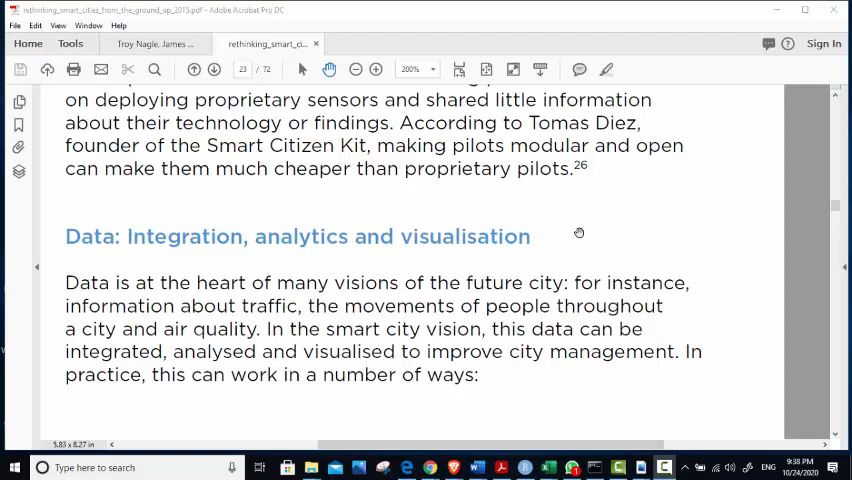 rethinking_smart_cities_from_the_ground_up_2015.pdf - Adobe Acrobat Pro DC
File Edit View Window Help
Home Tools Troy Nagle, James ... rethinking_smart_ci... × Sign In
23 / 72 200%
on deploying proprietary sensors and shared little information
about their technology or findings. According to Tomas Diez,
founder of the Smart Citizen Kit, making pilots modular and open
can make them much cheaper than proprietary pilots.26
Data: Integration, analytics and visualisation
Data is at the heart of many visions of the future city: for instance,
information about traffic, the movements of people throughout
a city and air quality. In the smart city vision, this data can be
integrated, analysed and visualised to improve city management. In
practice, this can work in a number of ways:
5.83 x 8.27 in
Type here to search
ENG
9:38 PM
10/24/2020